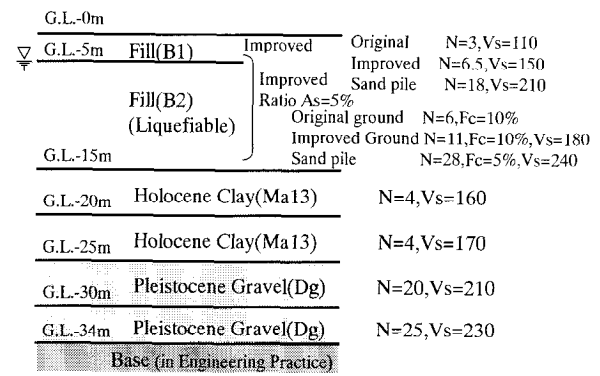 G.L.-0m
G.L.-5m Fill(B1) Improved Original N=3,Vs=110
Improved N=6.5,Vs=150
Sand pile N=18,Vs=210
Fill(B2)
(Liquefiable)
Improved
Ratio As=5%
Original ground N=6,Fc=10%
Improved Ground N=11,Fc=10%,Vs=180
G.L.-15m Sand pile N=28,Fc=5%,Vs=240
G.L.-20m Holocene Clay(Ma13) N=4,Vs=160
G.L.-25m Holocene Clay(Ma13) N=4,Vs=170
G.L.-30m Pleistocene Gravel(Dg) N=20,Vs=210
G.L.-34m Pleistocene Gravel(Dg) N=25,Vs=230
Base (in Engineering Practice)